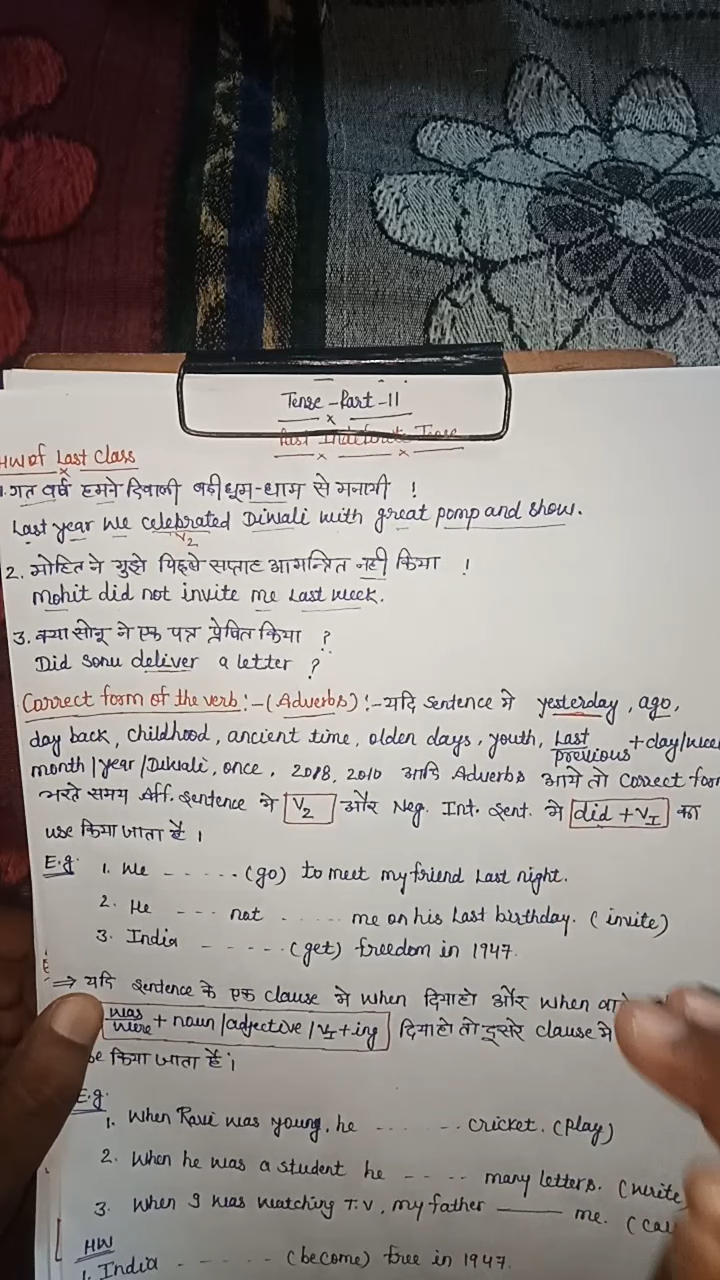 Tense-Part-II
Past Indefinite Tense
HW of Last Class
1. गत वर्ष हमने दिवाली बड़ी धूम-धाम से मनायी !
Last year we celebrated Diwali with great pomp and show.
V2
2. मोहित ने मुझे पिछले सप्ताह आमन्त्रित नही किया !
Mohit did not invite me Last week.
3. क्या सोनू ने एक पत्र प्रेषित किया ?
Did sonu deliver a letter ?
Correct form of the verb:-(Adverbs):-यदि sentence मे yesterday, ago,
day back, childhood, ancient time, olden days, youth, Last previous +day/
month/year/Diwali, once, 2018, 2010 आदि Adverbs आये तो correct
भरते समय Aff. sentence मे V2 और Neg. Int. sent. मे did+VI का
use किया जाता है।
E.g 1. We ----- (go) to meet my friend Last night.
2. He --- not ----- me on his Last birthday. (invite)
3. India ----- (get) freedom in 1947.
⇒ यदि sentence के एक clause मे when दिया हो और when
was were + noun/adjective/VI+ing दिया हो तो दूसरे clause मे
किया जाता है।
E.g.
1. When Ravi was young, he ------ cricket. (play)
2. When he was a student he ---- many letters. (write
3. When I was watching T.V, my father ____ me.
HW
1. India ----- (become) free in 1947.